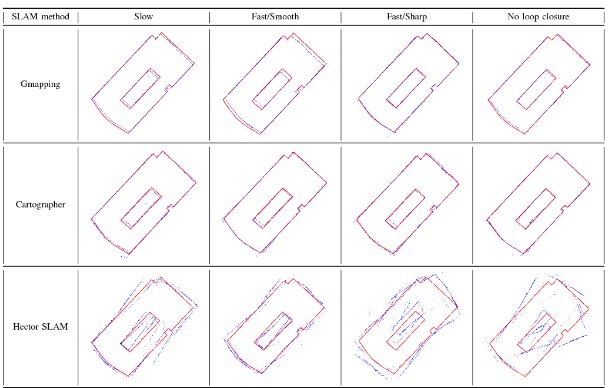 SLAM method Slow Fast/Smooth Fast/Sharp No loop closure
Gmapping
Cartographer
Hector SLAM